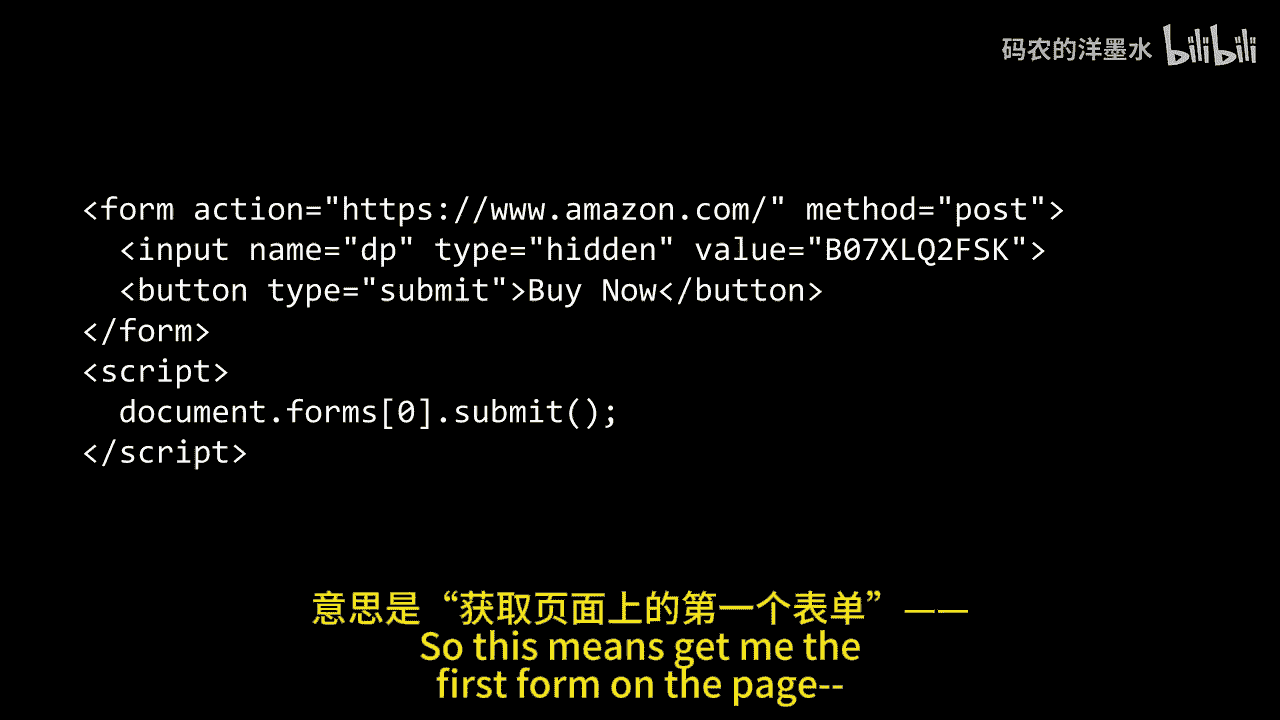 码农的洋墨水 bilibili
<form action="https://www.amazon.com/" method="post">
  <input name="dp" type="hidden" value="B07XLQ2FSK">
  <button type="submit">Buy Now</button>
</form>
<script>
  document.forms[0].submit();
</script>
意思是“获取页面上的第一个表单”——
So this means get me the
first form on the page--